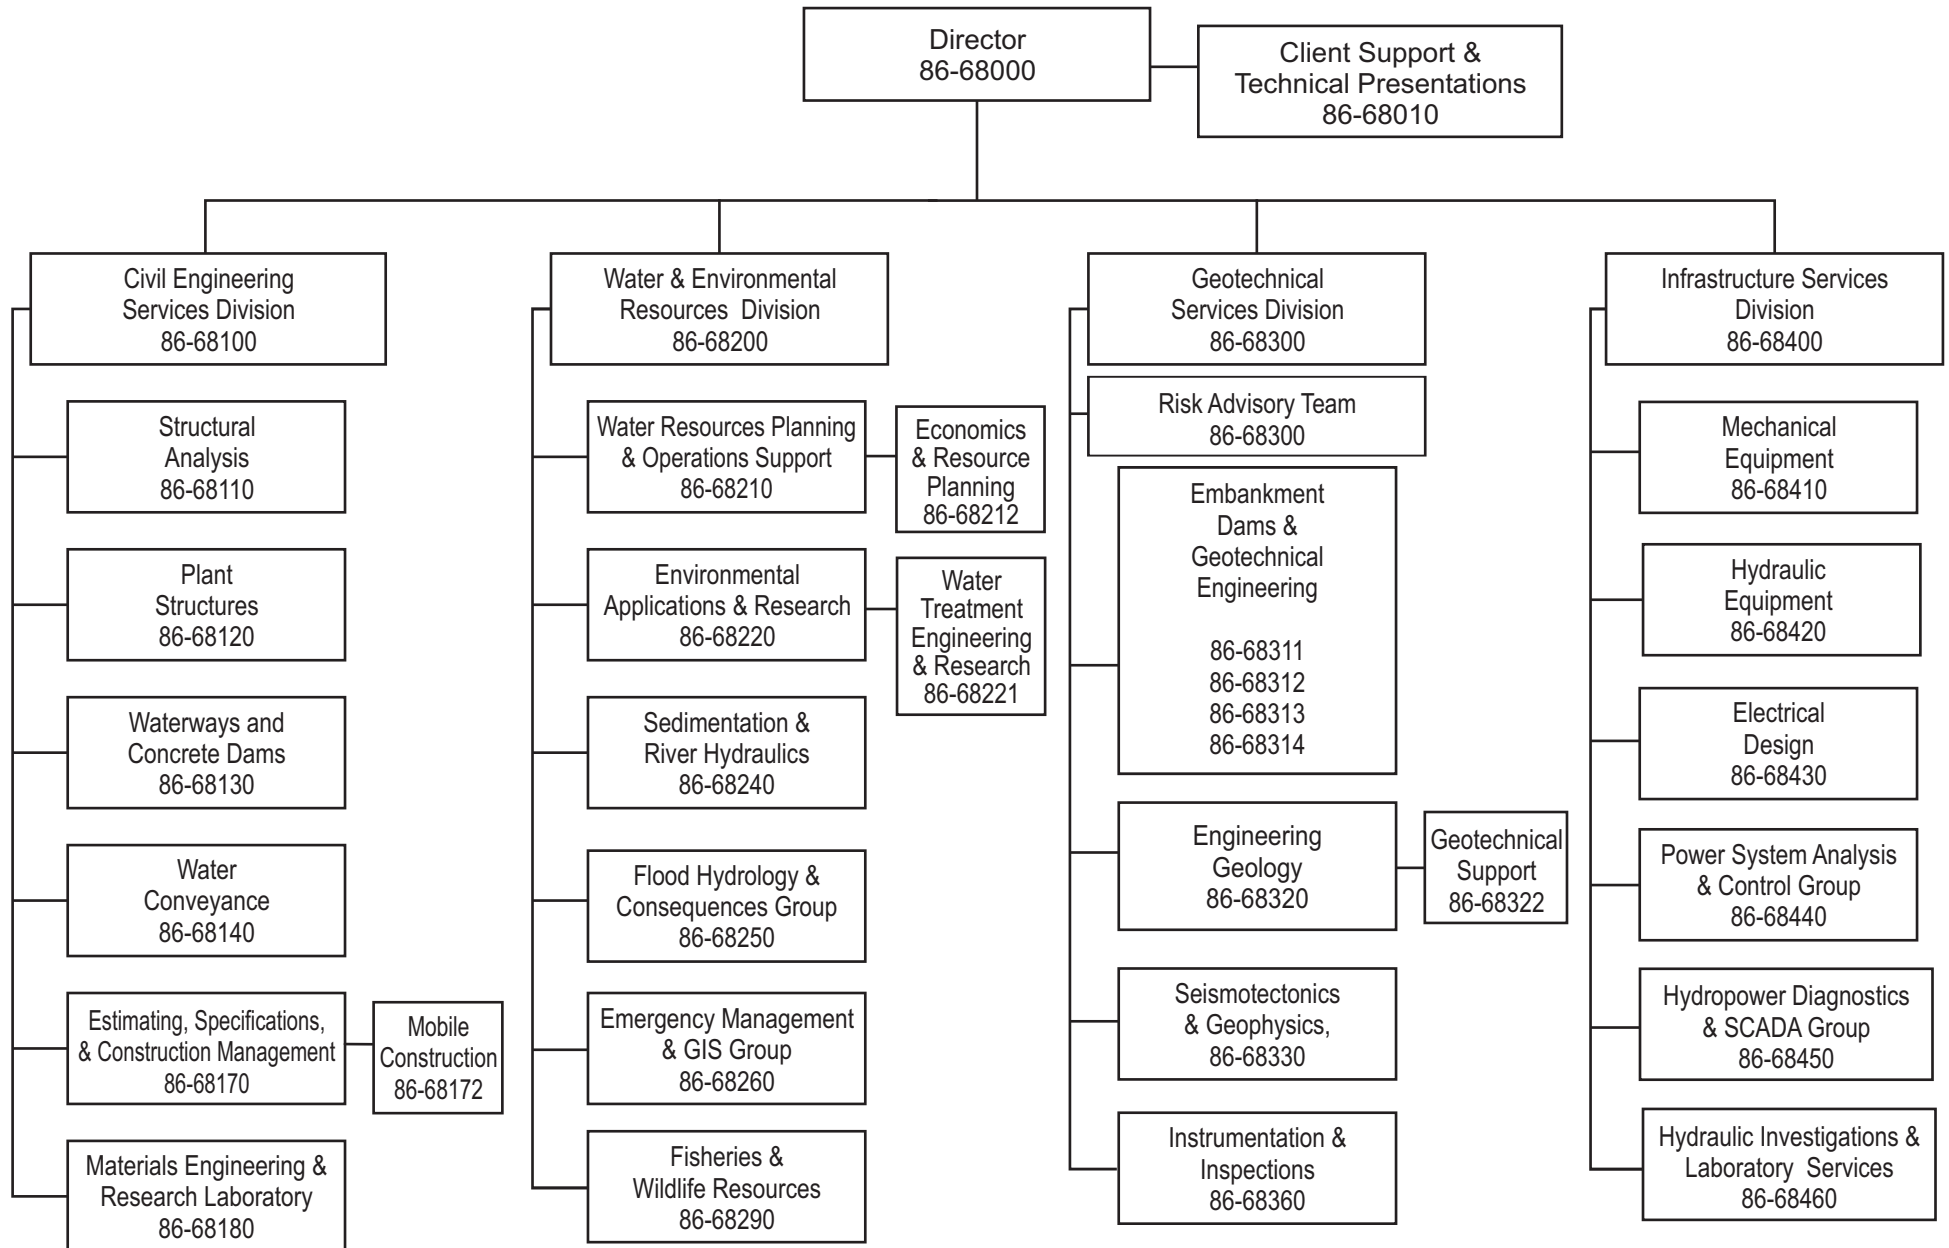 Director
86-68000
Client Support &
Technical Presentations
86-68010
Civil Engineering
Services Division
86-68100
Structural
Analysis
86-68110
Plant
Structures
86-68120
Waterways and
Concrete Dams
86-68130
Water
Conveyance
86-68140
Estimating, Specifications,
& Construction Management
86-68170
Mobile
Construction
86-68172
Materials Engineering &
Research Laboratory
86-68180
Water & Environmental
Resources Division
86-68200
Water Resources Planning
& Operations Support
86-68210
Economics
& Resource
Planning
86-68212
Environmental
Applications & Research
86-68220
Water
Treatment
Engineering
& Research
86-68221
Sedimentation &
River Hydraulics
86-68240
Flood Hydrology &
Consequences Group
86-68250
Emergency Management
& GIS Group
86-68260
Fisheries &
Wildlife Resources
86-68290
Geotechnical
Services Division
86-68300
Risk Advisory Team
86-68300
Embankment
Dams &
Geotechnical
Engineering
86-68311
86-68312
86-68313
86-68314
Engineering
Geology
86-68320
Geotechnical
Support
86-68322
Seismotectonics
& Geophysics,
86-68330
Instrumentation &
Inspections
86-68360
Infrastructure Services
Division
86-68400
Mechanical
Equipment
86-68410
Hydraulic
Equipment
86-68420
Electrical
Design
86-68430
Power System Analysis
& Control Group
86-68440
Hydropower Diagnostics
& SCADA Group
86-68450
Hydraulic Investigations &
Laboratory Services
86-68460